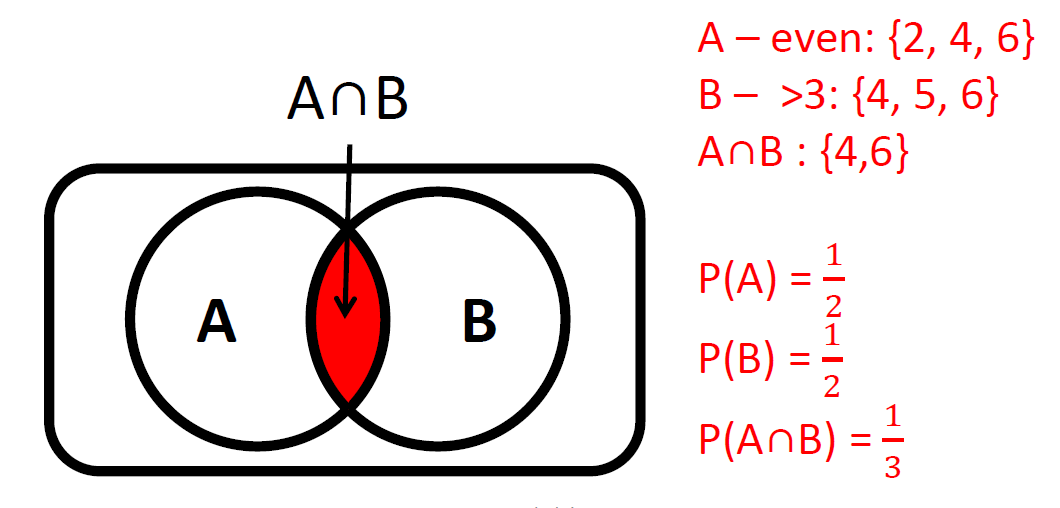 A∩B
A
B
A – even: {2, 4, 6}
B –  >3: {4, 5, 6}
A∩B : {4,6}
P(A) = 1/2
P(B) = 1/2
P(A∩B) = 1/3